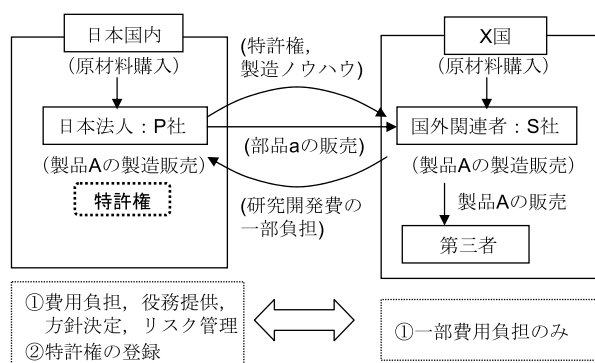 日本国内
(原材料購入)
日本法人：P社
(製品Aの製造販売)
特許権
(特許権，
製造ノウハウ)
(部品aの販売)
(研究開発費の
一部負担)
X国
(原材料購入)
国外関連者：S社
(製品Aの製造販売)
製品Aの販売
第三者
①費用負担，役務提供，
方針決定，リスク管理
②特許権の登録
①一部費用負担のみ